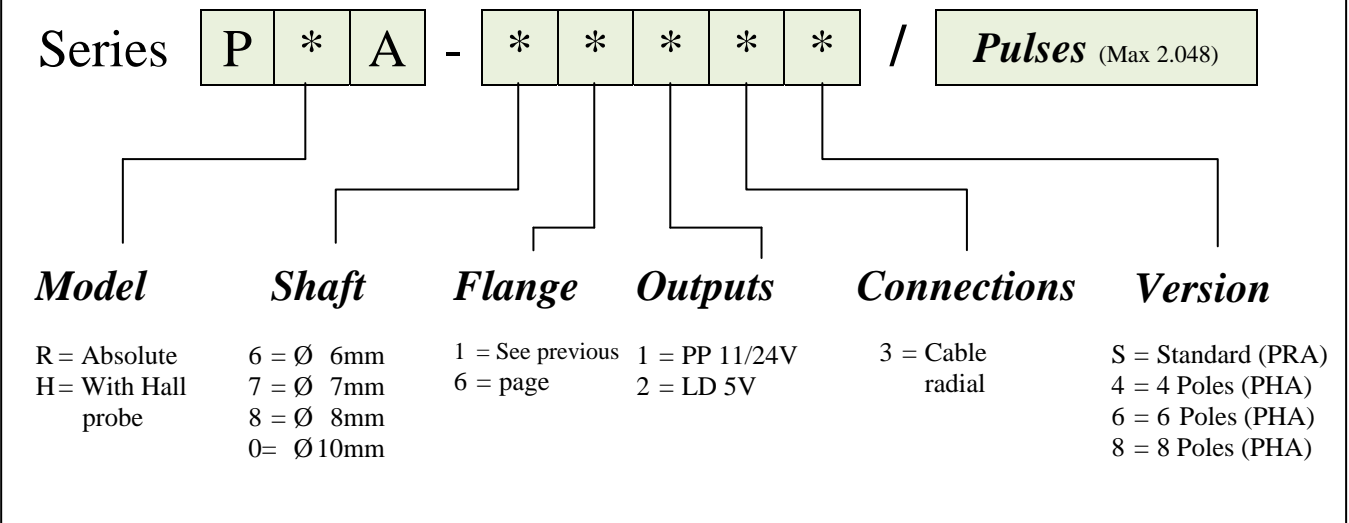 Series P * A - * * * * * / Pulses (Max 2.048)
Model Shaft Flange Outputs Connections Version
R = Absolute
H = With Hall
probe
6 = Ø 6mm
7 = Ø 7mm
8 = Ø 8mm
0= Ø 10mm
1 = See previous
6 = page
1 = PP 11/24V
2 = LD 5V
3 = Cable
radial
S = Standard (PRA)
4 = 4 Poles (PHA)
6 = 6 Poles (PHA)
8 = 8 Poles (PHA)